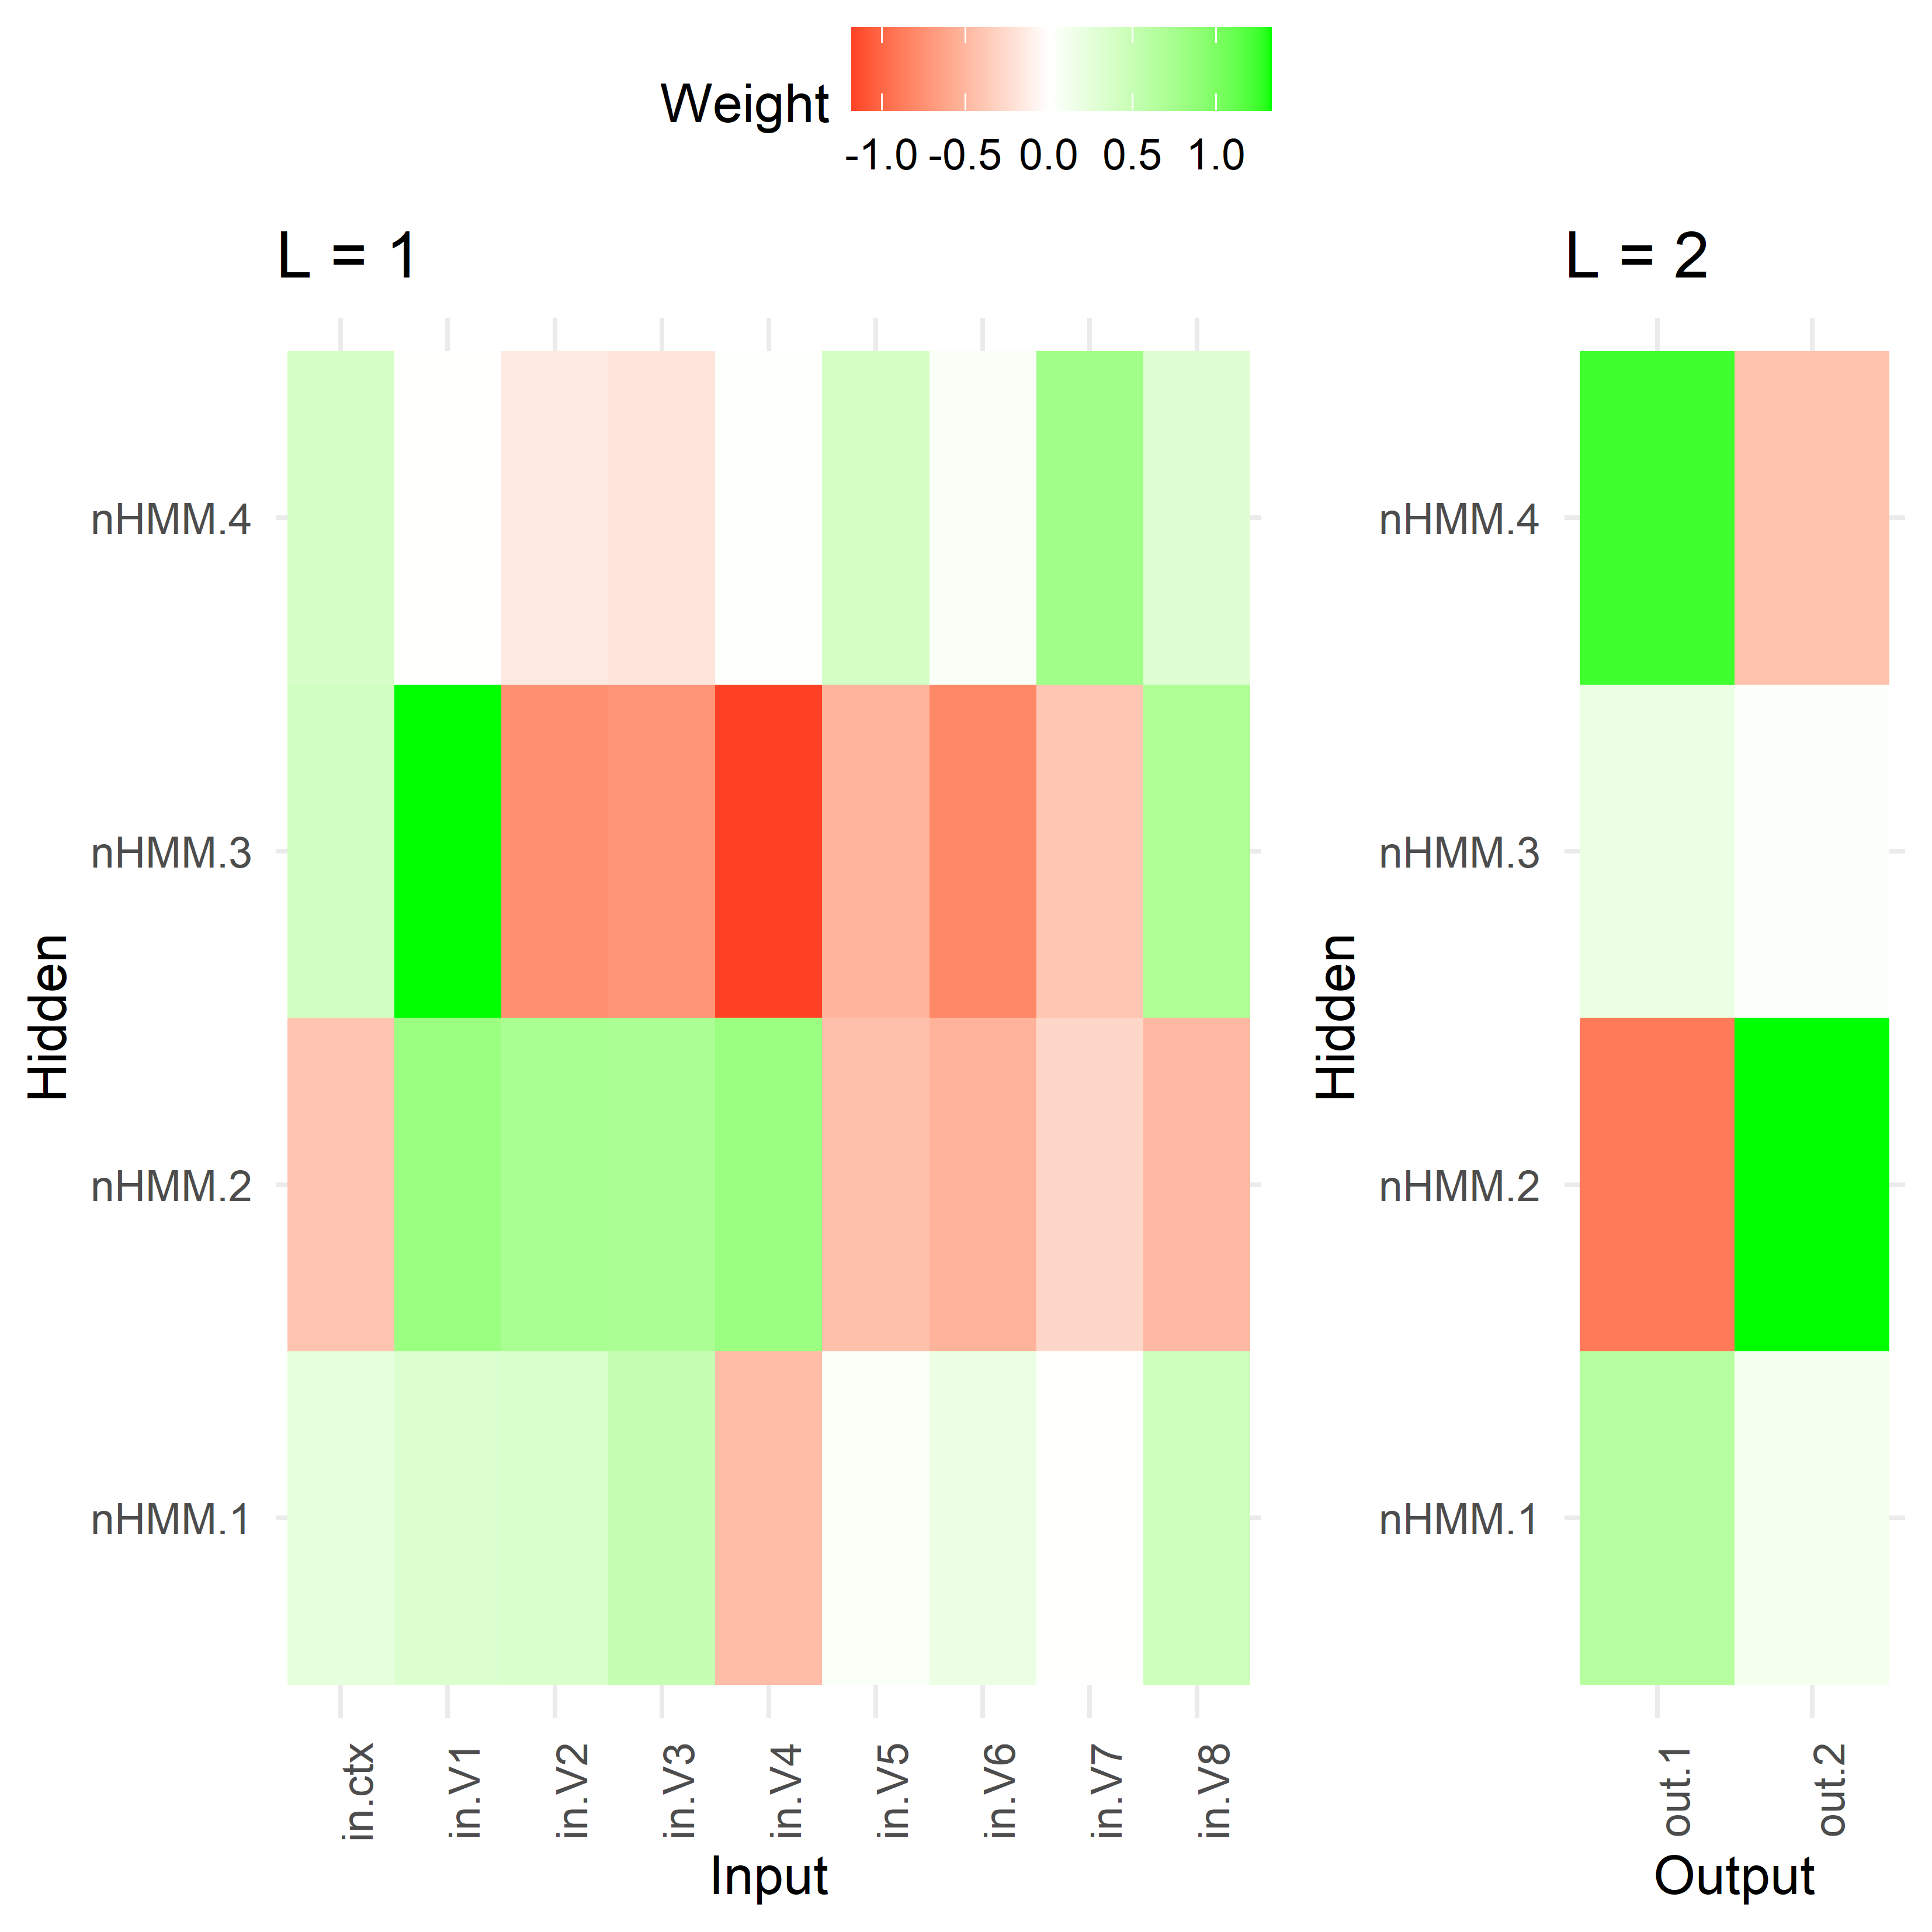 Weight
-1.0 -0.5 0.0 0.5 1.0
L = 1
nHMM.4
nHMM.3
nHMM.2
nHMM.1
Hidden
in.ctx in.V1 in.V2 in.V3 in.V4 in.V5 in.V6 in.V7 in.V8
Input
L = 2
nHMM.4
nHMM.3
nHMM.2
nHMM.1
Hidden
out.1 out.2
Output